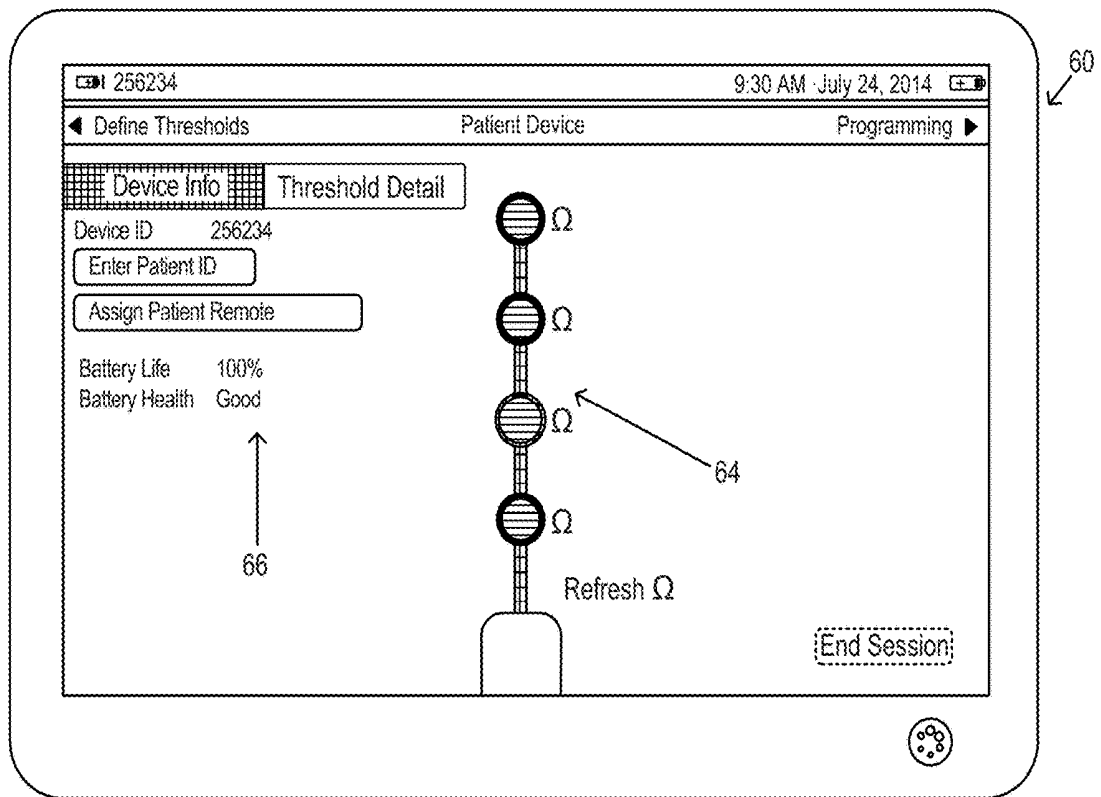 256234 9:30 AM · July 24, 2014
60
◀ Define Thresholds Patient Device Programming ▶
Device Info Threshold Detail
Ω
Device ID 256234
Enter Patient ID
Assign Patient Remote
Ω
Battery Life 100%
Battery Health Good
Ω
64
Ω
66
Refresh Ω
End Session